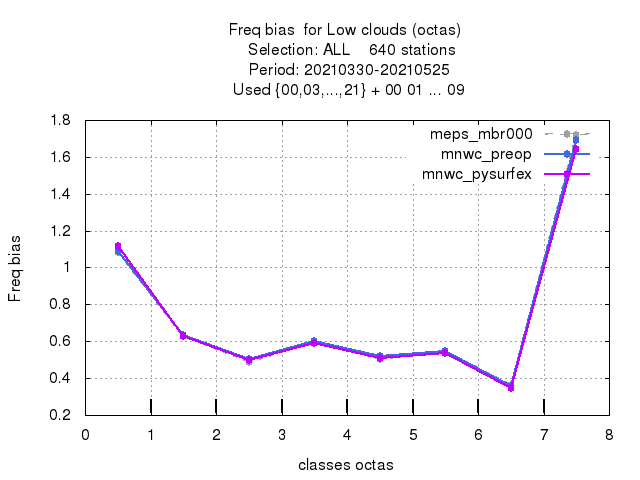 Freq bias  for Low clouds (octas)
Selection: ALL    640 stations
Period: 20210330-20210525
Used {00,03,...,21} + 00 01 ... 09
meps_mbr000
mnwc_preop
mnwc_pysurfex
Freq bias
1.8
1.6
1.4
1.2
1
0.8
0.6
0.4
0.2
0 1 2 3 4 5 6 7 8
classes octas